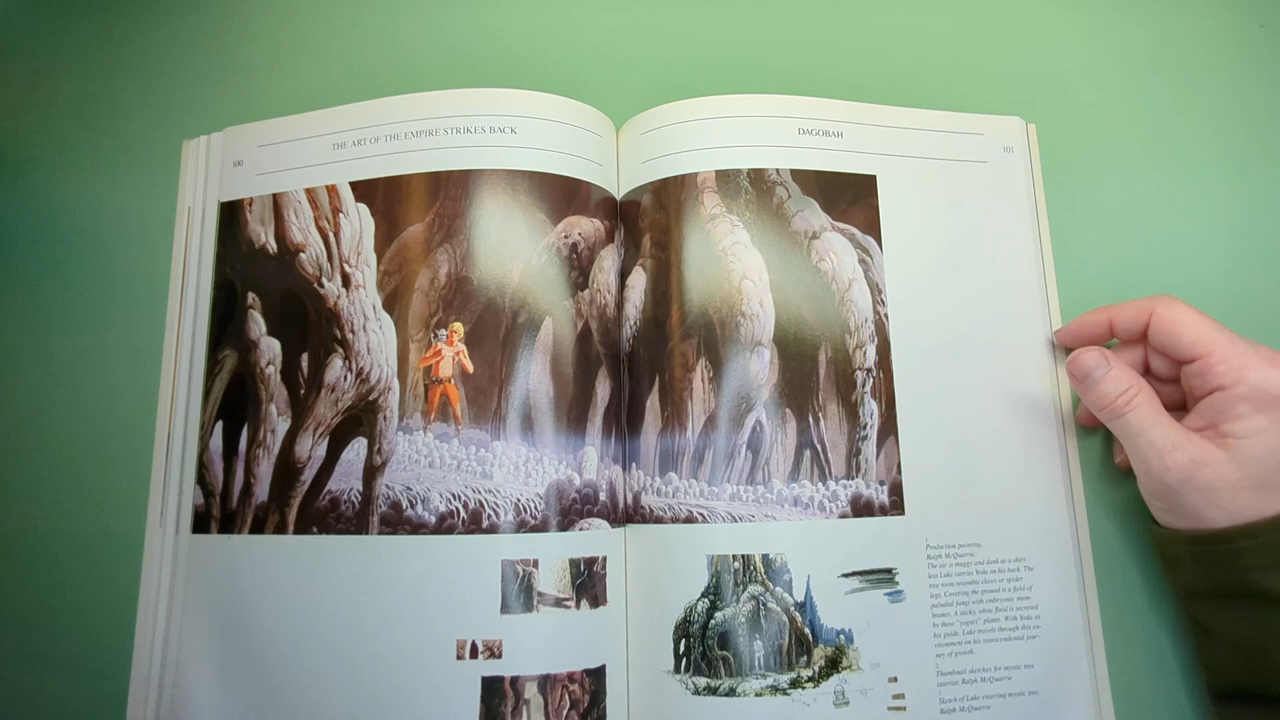 100
THE ART OF THE EMPIRE STRIKES BACK
DAGOBAH
101
1
Production painting,
Ralph McQuarrie:
The air is muggy and dank as a shirt-
less Luke carries Yoda on his back. The
tree roots resemble claws or spider
legs. Covering the ground is a field of
paludial fungi with embryonic mem-
branes. A sticky, white fluid is secreted
by these "yogurt" plants. With Yoda as
his guide, Luke travels through this en-
vironment on his transcendental jour-
ney of growth.
2
Thumbnail sketches for mystic tree
interior, Ralph McQuarrie
3
Sketch of Luke entering mystic tree,
Ralph McQuarrie